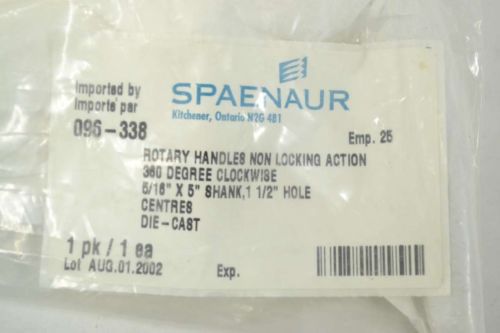 Imported by
Importé par
SPAENAUR
Kitchener, Ontario N2G 4B1
096-338
Emp. 25
ROTARY HANDLES NON LOCKING ACTION
360 DEGREE CLOCKWISE
5/16" X 5" SHANK,1 1/2" HOLE
CENTRES
DIE-CAST
1 pk / 1 ea
Lot AUG.01.2002
Exp.